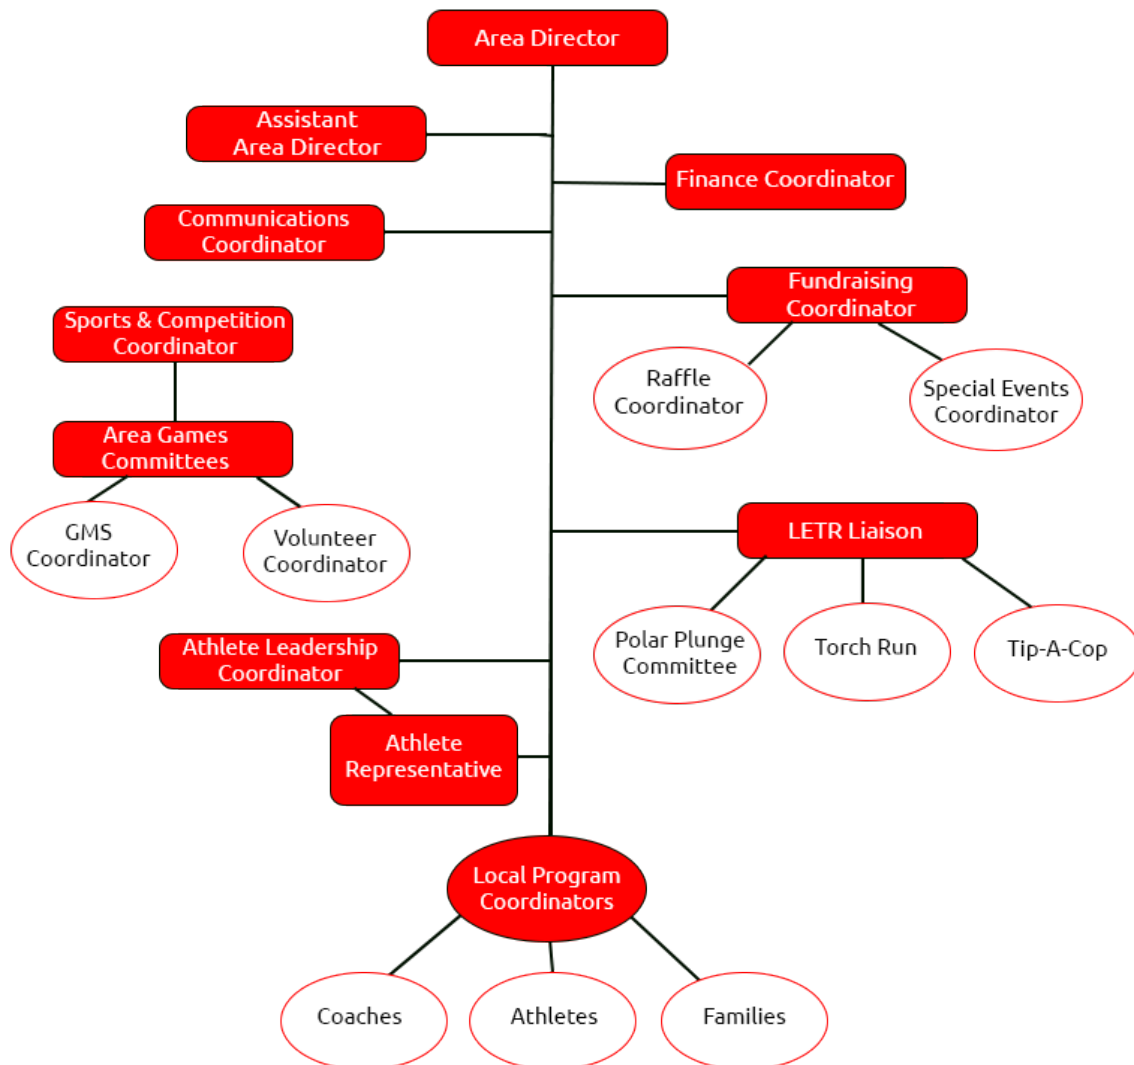 Area Director
Assistant
Area Director
Finance Coordinator
Communications
Coordinator
Fundraising
Coordinator
Sports & Competition
Coordinator
Raffle
Coordinator
Special Events
Coordinator
Area Games
Committees
GMS
Coordinator
Volunteer
Coordinator
LETR Liaison
Polar Plunge
Committee
Torch Run
Tip-A-Cop
Athlete Leadership
Coordinator
Athlete
Representative
Local Program
Coordinators
Coaches
Athletes
Families